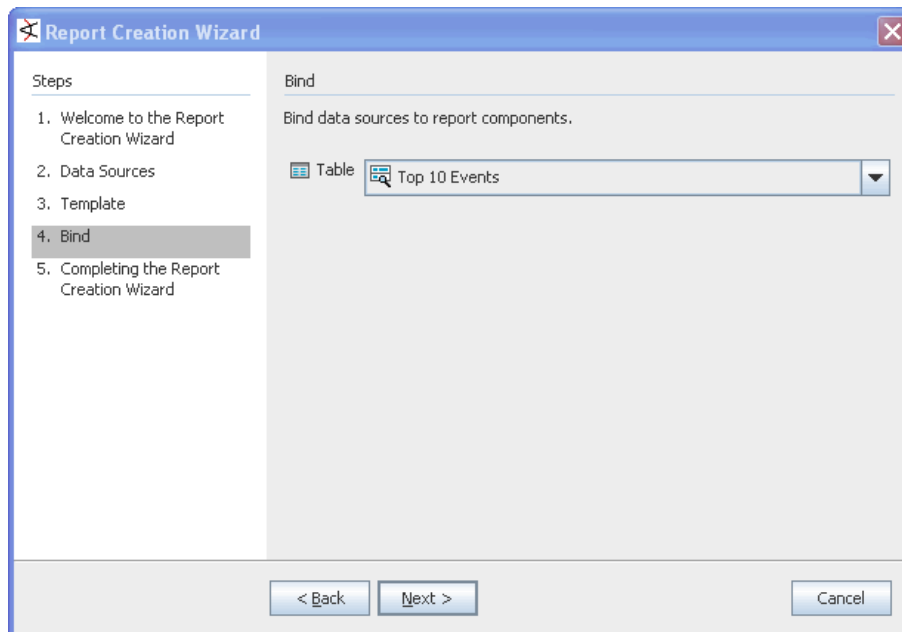 Report Creation Wizard
Steps
1. Welcome to the Report
Creation Wizard
2. Data Sources
3. Template
4. Bind
5. Completing the Report
Creation Wizard
Bind
Bind data sources to report components.
Table
Top 10 Events
< Back
Next >
Cancel